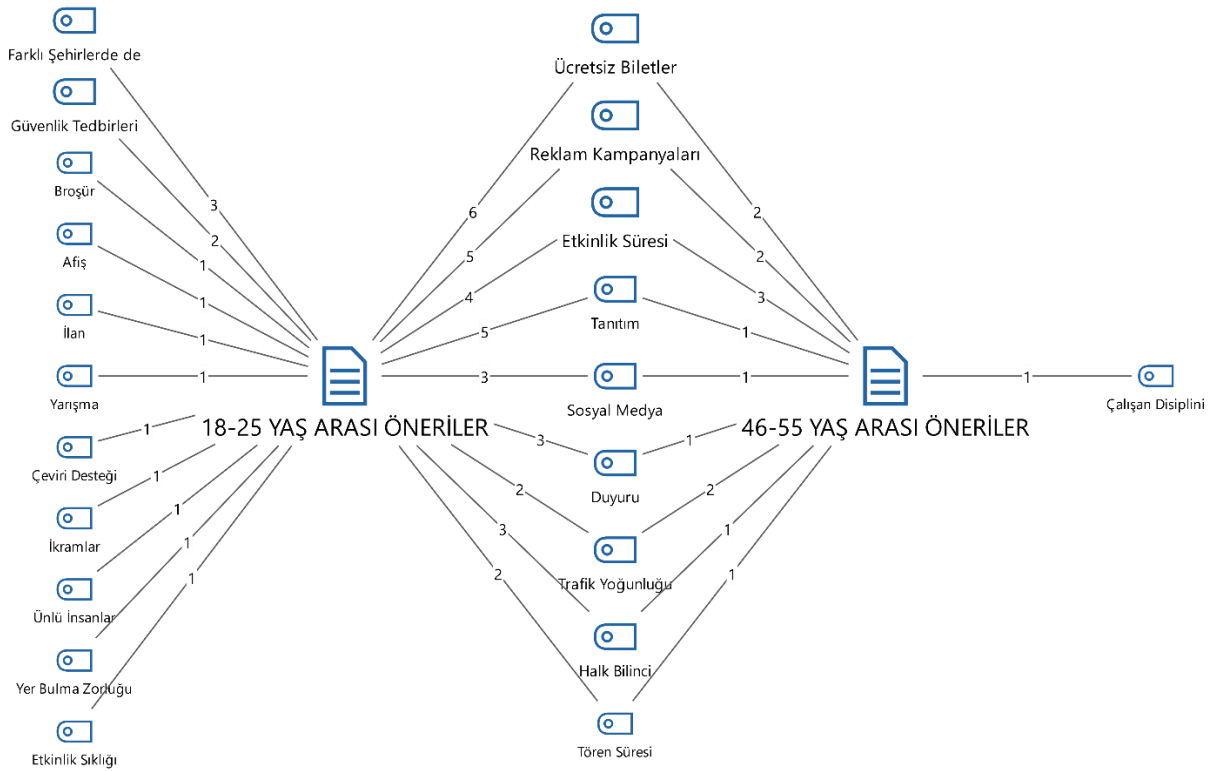 Farklı Şehirlerde de
Güvenlik Tedbirleri
Broşür
Afiş
İlan
Yarışma
Çeviri Desteği
İkramlar
Ünlü İnsanlar
Yer Bulma Zorluğu
Etkinlik Sıklığı
3
2
1
1
1
1
1
1
1
1
1
18-25 YAŞ ARASI ÖNERİLER
6
5
4
5
3
3
2
3
2
Ücretsiz Biletler
Reklam Kampanyaları
Etkinlik Süresi
Tanıtım
Sosyal Medya
Duyuru
Trafik Yoğunluğu
Halk Bilinci
Tören Süresi
2
2
3
1
1
1
2
1
1
46-55 YAŞ ARASI ÖNERİLER
1
Çalışan Disiplini